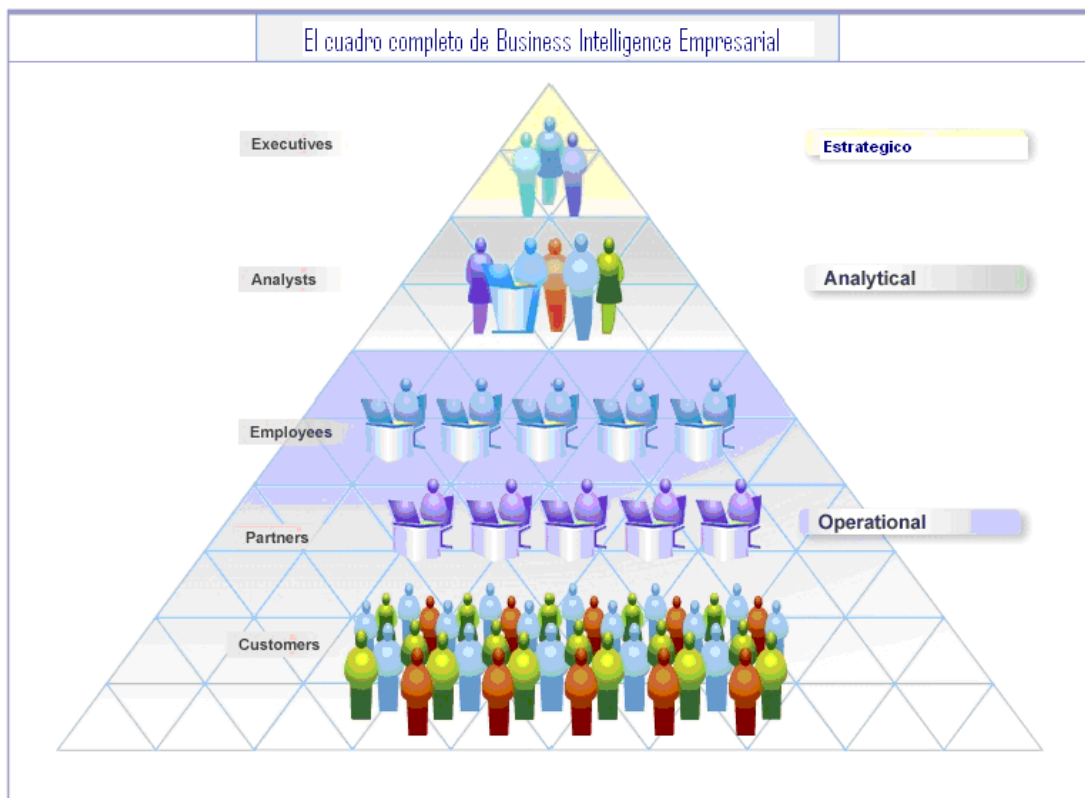 El cuadro completo de Business Intelligence Empresarial
Executives
Estrategico
Analysts
Analytical
Employees
Partners
Operational
Customers